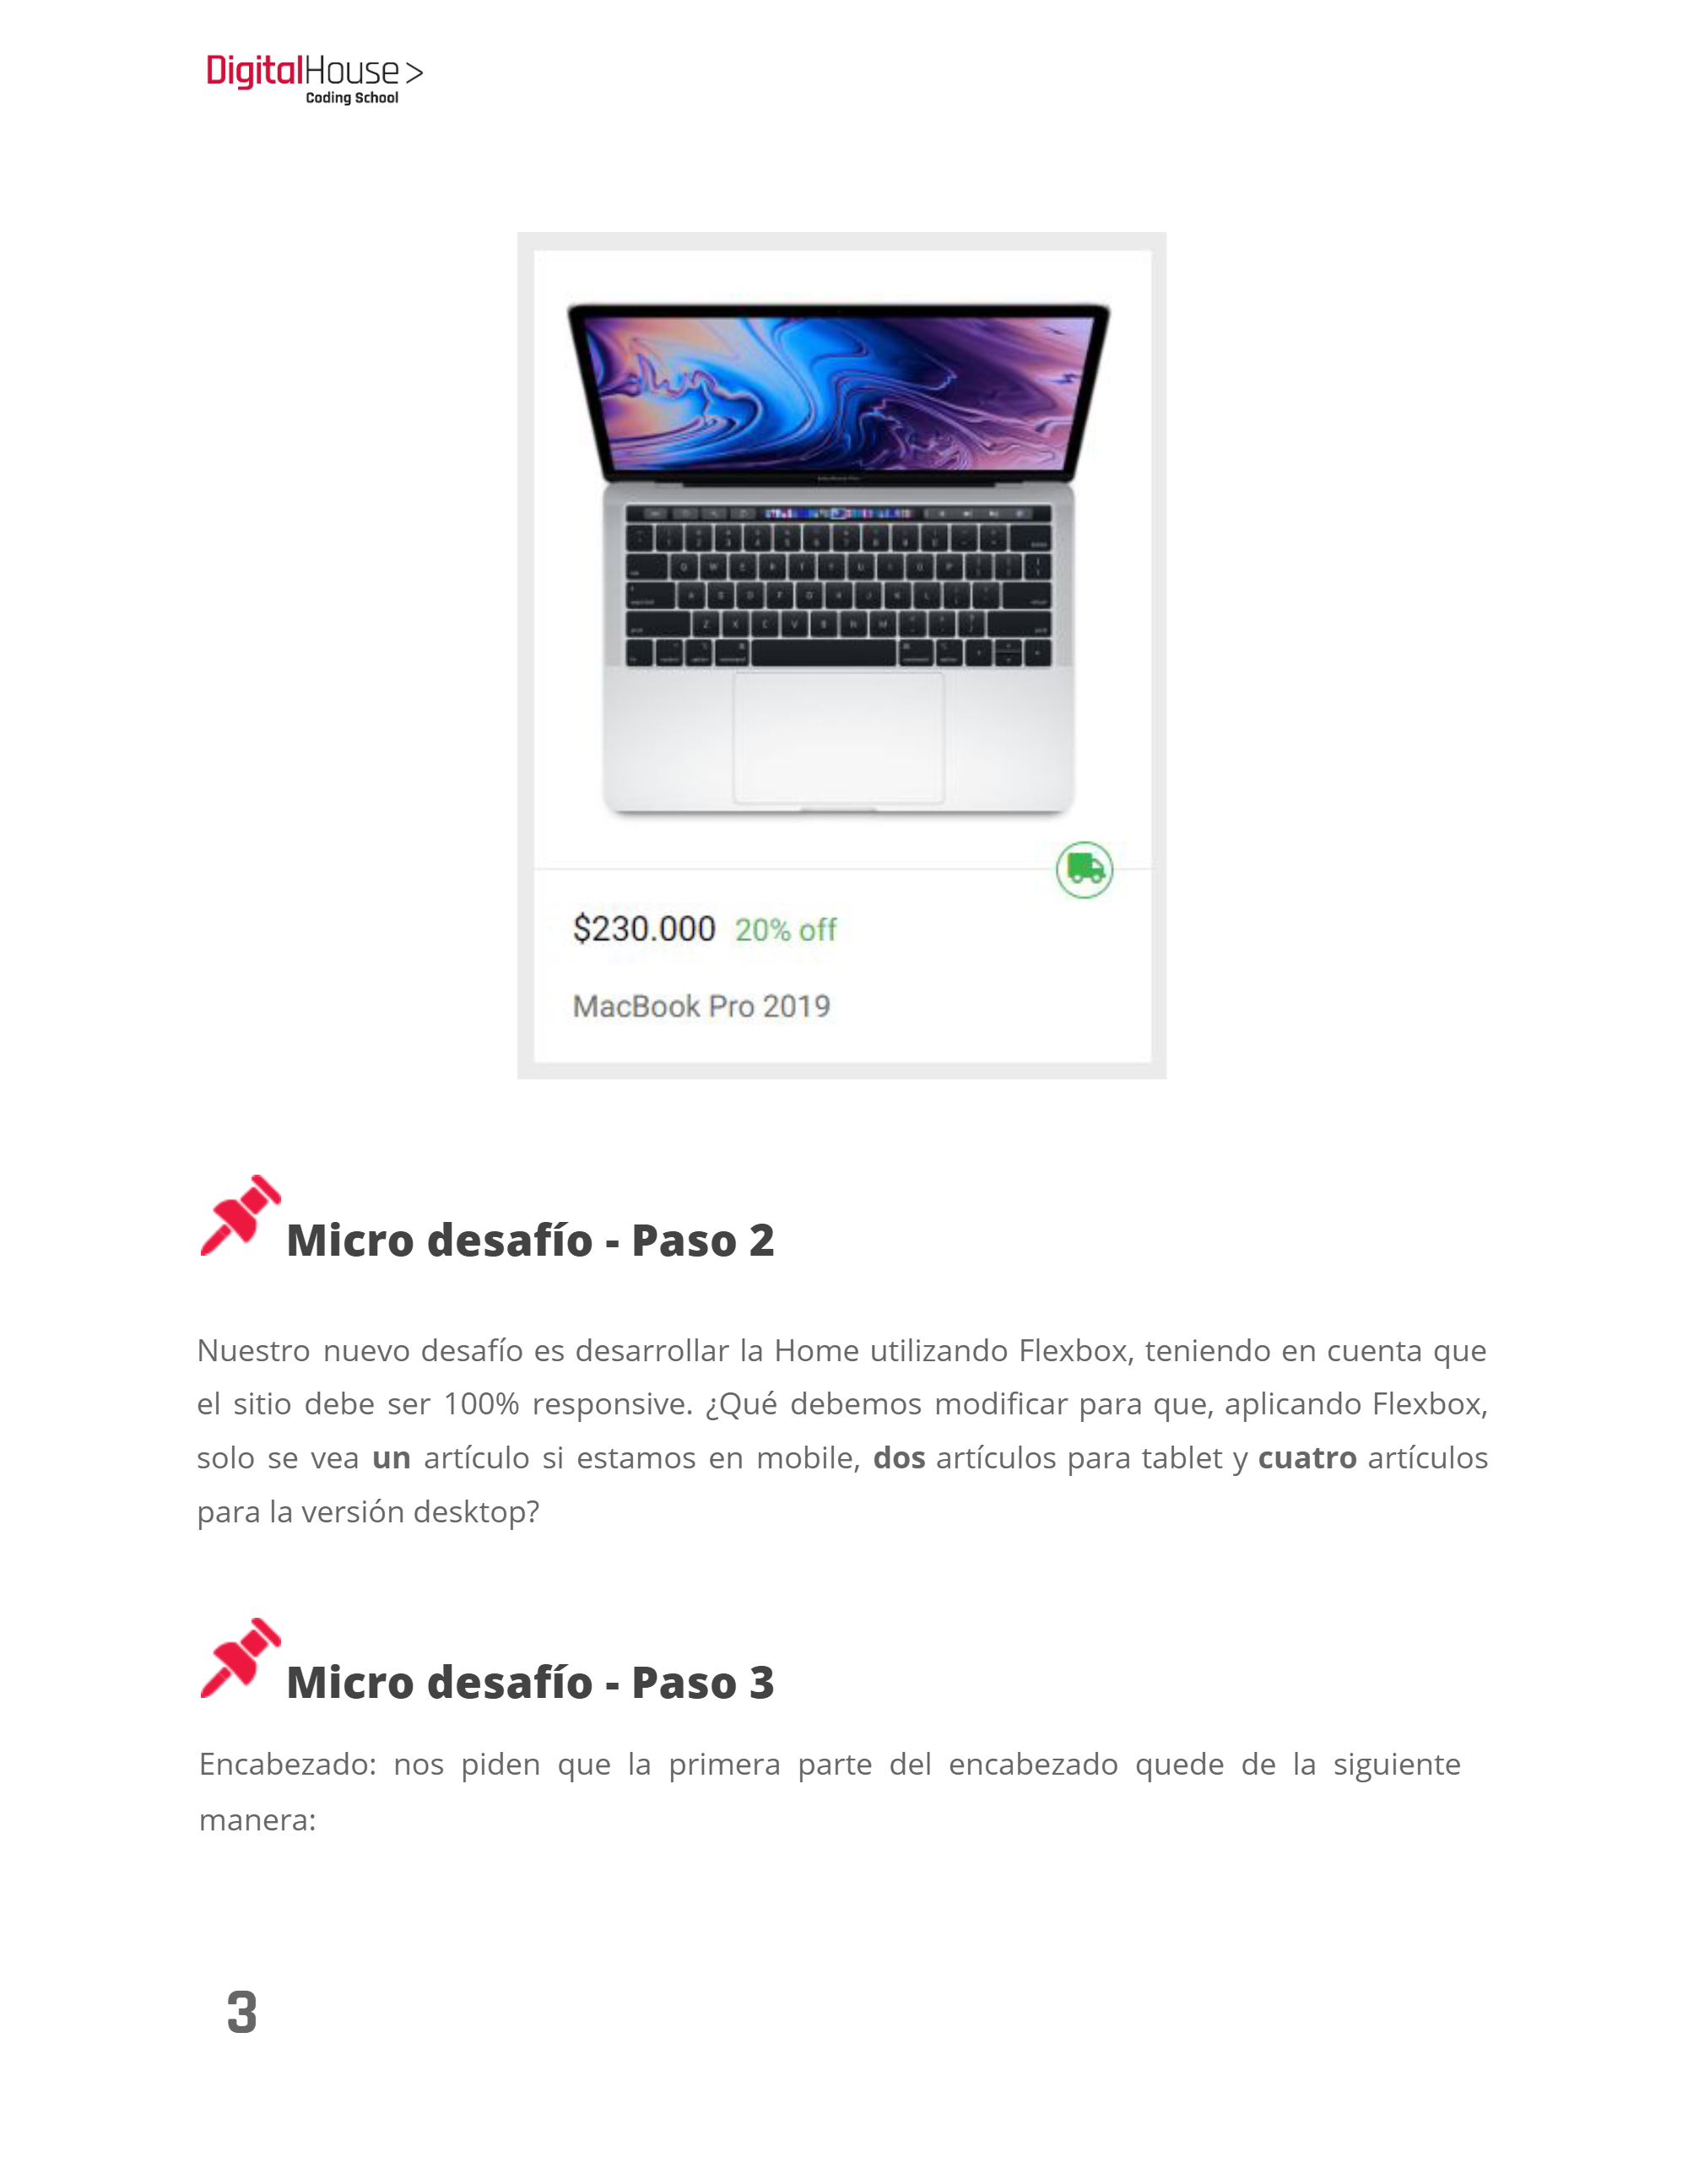 DigitalHouse >
Coding School
$230.000 20% off
MacBook Pro 2019
Micro desafío - Paso 2
Nuestro nuevo desafío es desarrollar la Home utilizando Flexbox, teniendo en cuenta que
el sitio debe ser 100% responsive. ¿Qué debemos modificar para que, aplicando Flexbox,
solo se vea un artículo si estamos en mobile, dos artículos para tablet y cuatro artículos
para la versión desktop?
Micro desafío - Paso 3
Encabezado: nos piden que la primera parte del encabezado quede de la siguiente
manera:
3